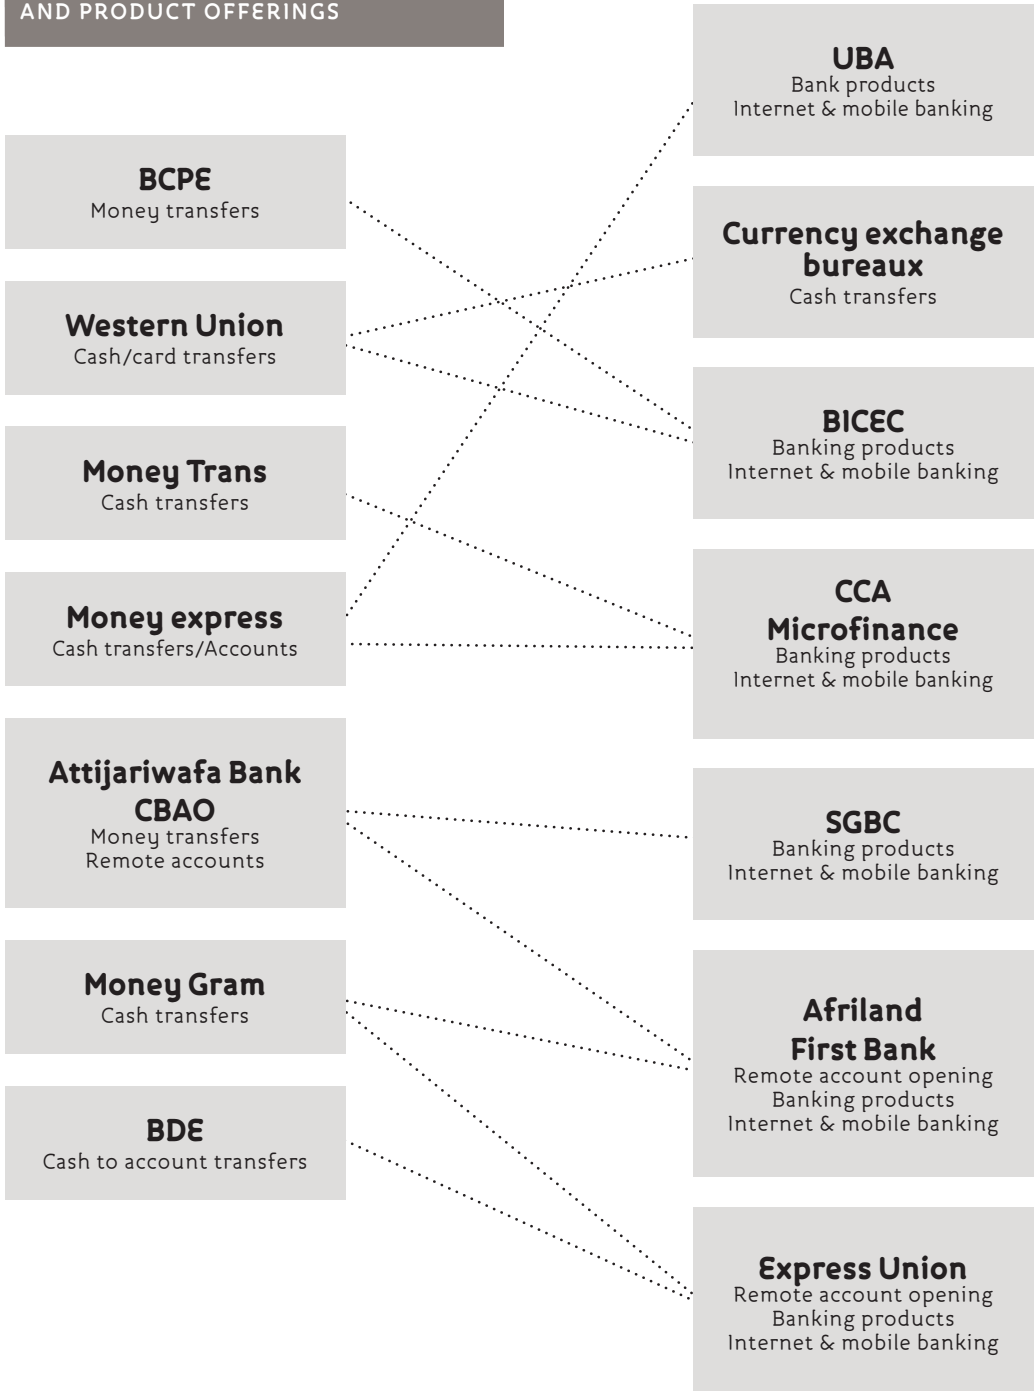 AND PRODUCT OFFERINGS
BCPE
Money transfers
Western Union
Cash/card transfers
Money Trans
Cash transfers
Money express
Cash transfers/Accounts
Attijariwafa Bank
CBAO
Money transfers
Remote accounts
Money Gram
Cash transfers
BDE
Cash to account transfers
UBA
Bank products
Internet & mobile banking
Currency exchange
bureaux
Cash transfers
BICEC
Banking products
Internet & mobile banking
CCA
Microfinance
Banking products
Internet & mobile banking
SGBC
Banking products
Internet & mobile banking
Afriland
First Bank
Remote account opening
Banking products
Internet & mobile banking
Express Union
Remote account opening
Banking products
Internet & mobile banking